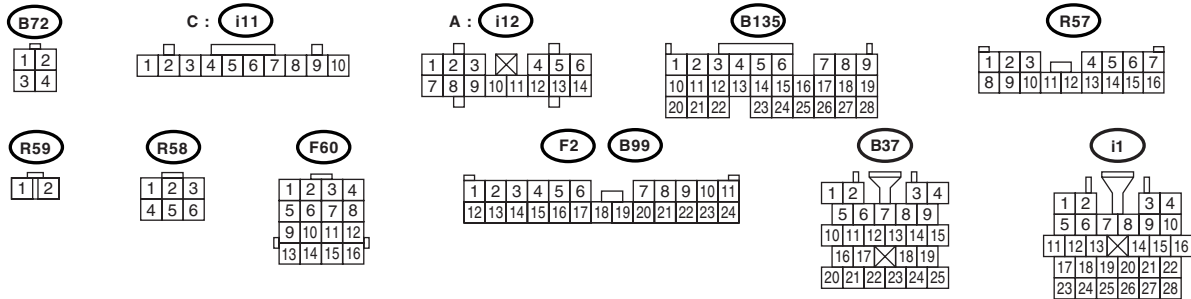 B72 C : i11 A : i12 B135 R57
1 2
3 4
1 2 3 4 5 6 7 8 9 10
1 2 3 4 5 6
7 8 9 10 11 12 13 14
1 2 3 4 5 6 7 8 9
10 11 12 13 14 15 16 17 18 19
20 21 22 23 24 25 26 27 28
1 2 3 4 5 6 7
8 9 10 11 12 13 14 15 16
R59 R58 F60 F2 B99 B37 i1
1 2
1 2 3
4 5 6
1 2 3 4
5 6 7 8
9 10 11 12
13 14 15 16
1 2 3 4 5 6 7 8 9 10 11
12 13 14 15 16 17 18 19 20 21 22 23 24
1 2 3 4
5 6 7 8 9
10 11 12 13 14 15
16 17 18 19
20 21 22 23 24 25
1 2 3 4
5 6 7 8 9 10
11 12 13 14 15 16
17 18 19 20 21 22
23 24 25 26 27 28